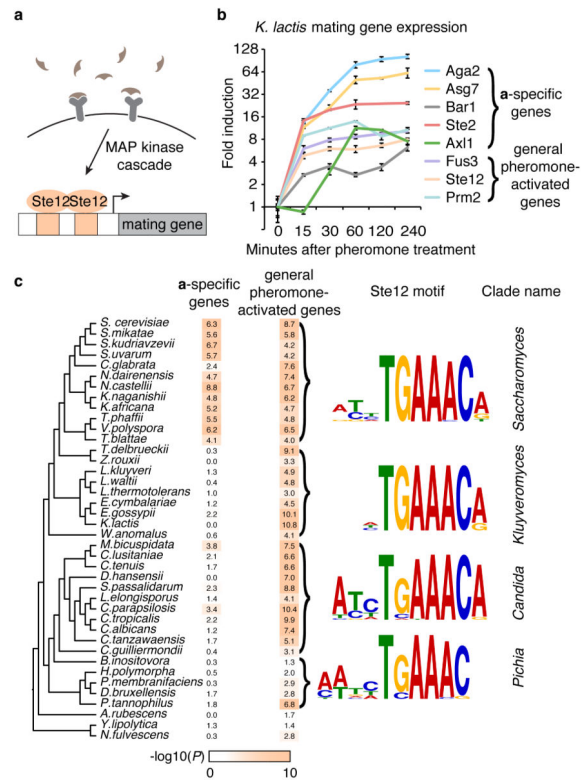 a
MAP kinase
cascade
Ste12 Ste12
mating gene
b
K. lactis mating gene expression
Fold induction
128
64
32
16
8
4
2
1
0 15 30 60 120 240
Minutes after pheromone treatment
Aga2
Asg7
Bar1
Ste2
Axl1
Fus3
Ste12
Prm2
a-specific
genes
general
pheromone-
activated genes
c
a-specific
genes
general
pheromone-
activated genes
Ste12 motif
Clade name
S. cerevisiae 6.3 8.7
S.mikatae 5.6 5.8
S.kudriavzevii 6.7 4.2
S.uvarum 5.7 4.2
C.glabrata 2.4 7.6
N.dairenensis 4.7 7.4
N.castellii 8.8 6.7
K.naganishii 4.8 6.2
K.africana 5.2 4.7
T.phaffii 5.5 4.8
V.polyspora 6.2 6.5
T.blattae 4.1 4.0
T.delbrueckii 0.3 9.1
Z.rouxii 0.0 3.3
L.kluyveri 1.3 4.9
L.waltii 0.4 4.8
L.thermotolerans 1.0 3.0
E.cymbalariae 1.2 4.5
E.gossypii 2.2 10.1
K.lactis 0.0 10.8
W.anomalus 0.6 4.1
M.bicuspidata 3.8 7.5
C.lusitaniae 2.1 6.6
C.tenuis 1.7 6.6
D.hansensii 0.0 7.0
S.passalidarum 2.3 8.8
L.elongisporus 1.4 4.1
C.parapsilosis 3.4 10.4
C.tropicalis 2.2 9.9
C.albicans 1.2 7.4
C.tanzawaensis 1.7 5.1
C.guilliermondii 0.4 3.1
B.inositovora 0.3 1.3
H.polymorpha 0.5 2.0
P.membranifaciens 0.3 2.9
D.bruxellensis 1.7 2.8
P.tannophilus 1.8 6.8
A.rubescens 0.0 1.7
Y.lipolytica 1.3 1.4
N.fulvescens 0.3 2.8
TGAAACA
Saccharomyces
TGAAACA
Kluyveromyces
ATCTGAAACA
Candida
TGAAAC
Pichia
-log10(P)
0 10